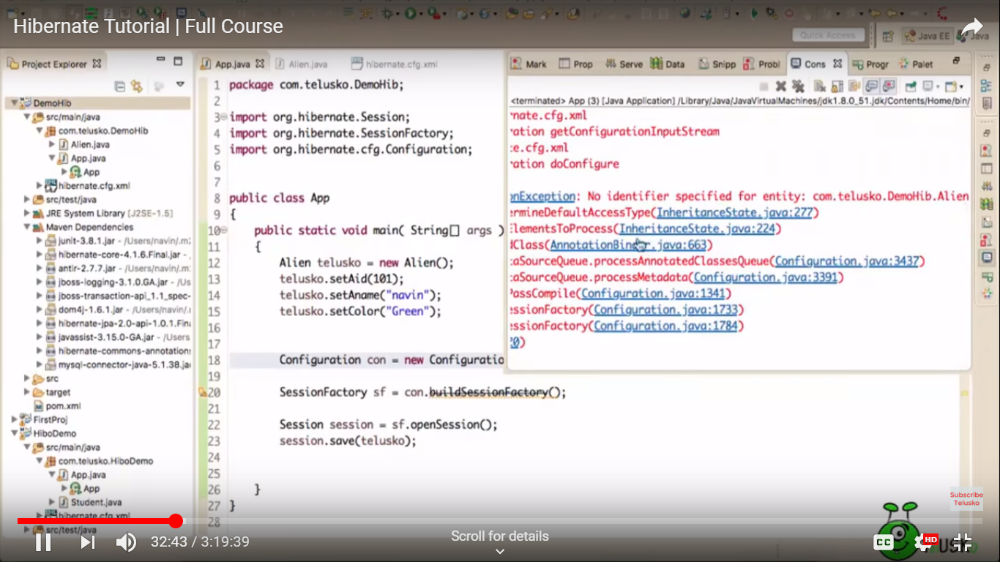 Hibernate Tutorial | Full Course
Quick Access
Java EE
Java
Project Explorer
DemoHib
src/main/java
com.telusko.DemoHib
Alien.java
App.java
App
hibernate.cfg.xml
src/test/java
JRE System Library [J2SE-1.5]
Maven Dependencies
junit-3.8.1.jar - /Users/navin/.m
hibernate-core-4.1.6.Final.jar -
antlr-2.7.7.jar - /Users/navin/.m
jboss-logging-3.1.0.GA.jar - /Us
jboss-transaction-api_1.1_spec-
dom4j-1.6.1.jar - /Users/navin/.
hibernate-jpa-2.0-api-1.0.1.Fina
javassist-3.15.0-GA.jar - /Users
hibernate-commons-annotation
mysql-connector-java-5.1.38.ja
src
target
pom.xml
FirstProj
HiboDemo
src/main/java
com.telusko.HiboDemo
App.java
App
Student.java
hibernate.cfg.xml
src/test/java
App.java
Alien.java
hibernate.cfg.xml
1 package com.telusko.DemoHib;
3 import org.hibernate.Session;
4 import org.hibernate.SessionFactory;
5 import org.hibernate.cfg.Configuration;
6
7
8 public class App
9 {
10 public static void main( String[] args )
11 {
12 Alien telusko = new Alien();
13 telusko.setAid(101);
14 telusko.setAname("navin");
15 telusko.setColor("Green");
16
17
18 Configuration con = new Configuratio
19
20 SessionFactory sf = con.buildSessionFactory();
21
22 Session session = sf.openSession();
23 session.save(telusko);
24
25
26 }
27 }
28
Mark
Prop
Serve
Data
Snipp
Probl
Cons
Progr
Palet
<terminated> App (3) [Java Application] /Library/Java/JavaVirtualMachines/jdk1.8.0_51.jdk/Contents/Home/bin/
nate.cfg.xml
ration getConfigurationInputStream
e.cfg.xml
ration doConfigure
onException: No identifier specified for entity: com.telusko.DemoHib.Alien
ermineDefaultAccessType(InheritanceState.java:277)
ElementsToProcess(InheritanceState.java:224)
dClass(AnnotationBinder.java:663)
aSourceQueue.processAnnotatedClassesQueue(Configuration.java:3437)
aSourceQueue.processMetadata(Configuration.java:3391)
PassCompile(Configuration.java:1341)
essionFactory(Configuration.java:1733)
essionFactory(Configuration.java:1784)
20)
Subscribe
Telusko
32:43 / 3:19:39
Scroll for details
CC
HD